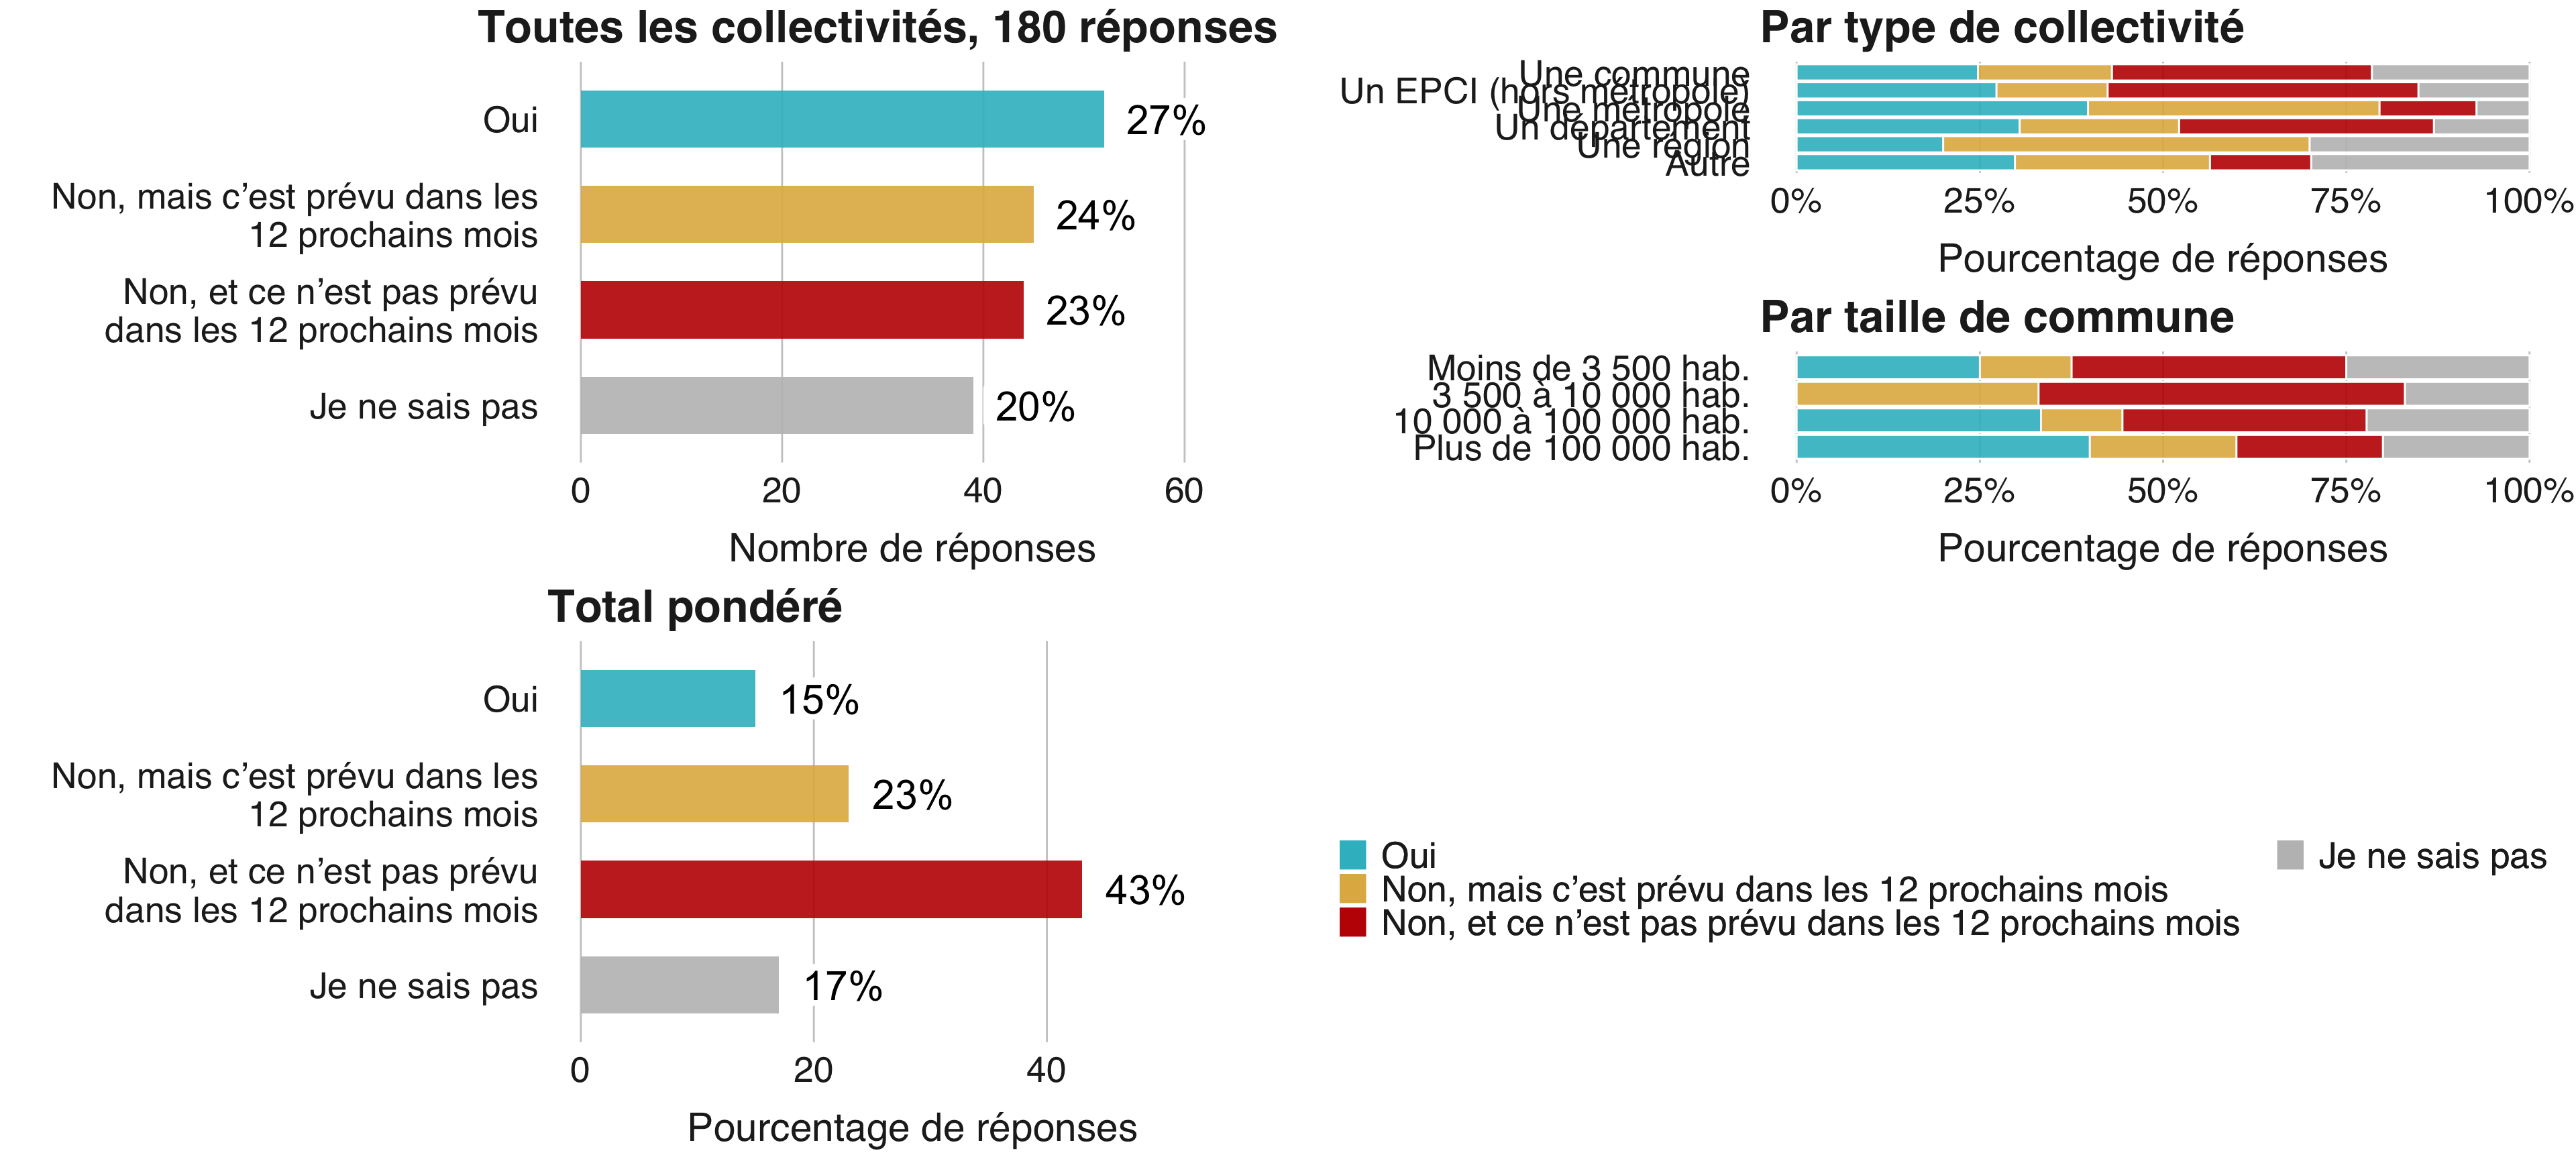 Toutes les collectivités, 180 réponses
Oui
27%
Non, mais c’est prévu dans les
12 prochains mois
24%
Non, et ce n’est pas prévu
dans les 12 prochains mois
23%
Je ne sais pas
20%
0 20 40 60
Nombre de réponses
Par type de collectivité
Une commune
Un EPCI (hors métropole)
Une métropole
Un département
Une région
Autre
0% 25% 50% 75% 100%
Pourcentage de réponses
Par taille de commune
Moins de 3 500 hab.
3 500 à 10 000 hab.
10 000 à 100 000 hab.
Plus de 100 000 hab.
0% 25% 50% 75% 100%
Pourcentage de réponses
Total pondéré
Oui
15%
Non, mais c’est prévu dans les
12 prochains mois
23%
Non, et ce n’est pas prévu
dans les 12 prochains mois
43%
Je ne sais pas
17%
0 20 40
Pourcentage de réponses
Oui
Non, mais c’est prévu dans les 12 prochains mois
Non, et ce n’est pas prévu dans les 12 prochains mois
Je ne sais pas